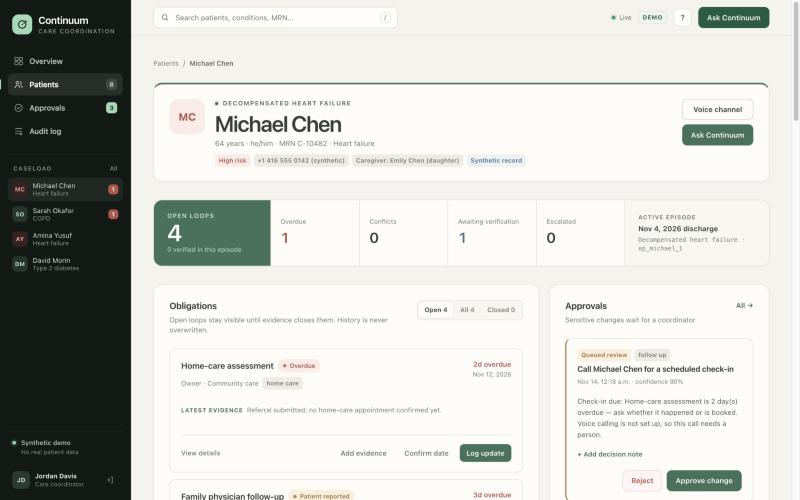 Continuum
CARE COORDINATION
Overview
Patients 8
Approvals 3
Audit log
CASELOAD All
MC Michael Chen 1
Heart failure
SO Sarah Okafor 1
COPD
AY Amina Yusuf
Heart failure
DM David Morin
Type 2 diabetes
Synthetic demo
No real patient data
JD Jordan Davis
Care coordinator
Search patients, conditions, MRN... /
Live DEMO ? Ask Continuum
Patients / Michael Chen
MC
DECOMPENSATED HEART FAILURE
Michael Chen
64 years · he/him · MRN C-10482 · Heart failure
High risk +1 416 555 0142 (synthetic) Caregiver: Emily Chen (daughter) Synthetic record
Voice channel
Ask Continuum
OPEN LOOPS
4
0 verified in this episode
Overdue
1
Conflicts
0
Awaiting verification
1
Escalated
0
ACTIVE EPISODE
Nov 4, 2026 discharge
Decompensated heart failure ·
ep_michael_1
Obligations
Open loops stay visible until evidence closes them. History is never
overwritten.
Open 4 All 4 Closed 0
Home-care assessment Overdue
2d overdue
Owner · Community care home care
Nov 12, 2026
LATEST EVIDENCE Referral submitted; no home-care appointment confirmed yet.
View details Add evidence Confirm date Log update
Family physician follow-up Patient reported
3d overdue
Approvals All →
Sensitive changes wait for a coordinator
Queued review follow up
Call Michael Chen for a scheduled check-in
Nov 14, 12:18 a.m. · confidence 90%
Check-in due: Home-care assessment is 2 day(s)
overdue — ask whether it happened or is booked.
Voice calling is not set up, so this call needs a
person.
+ Add decision note
Reject Approve change